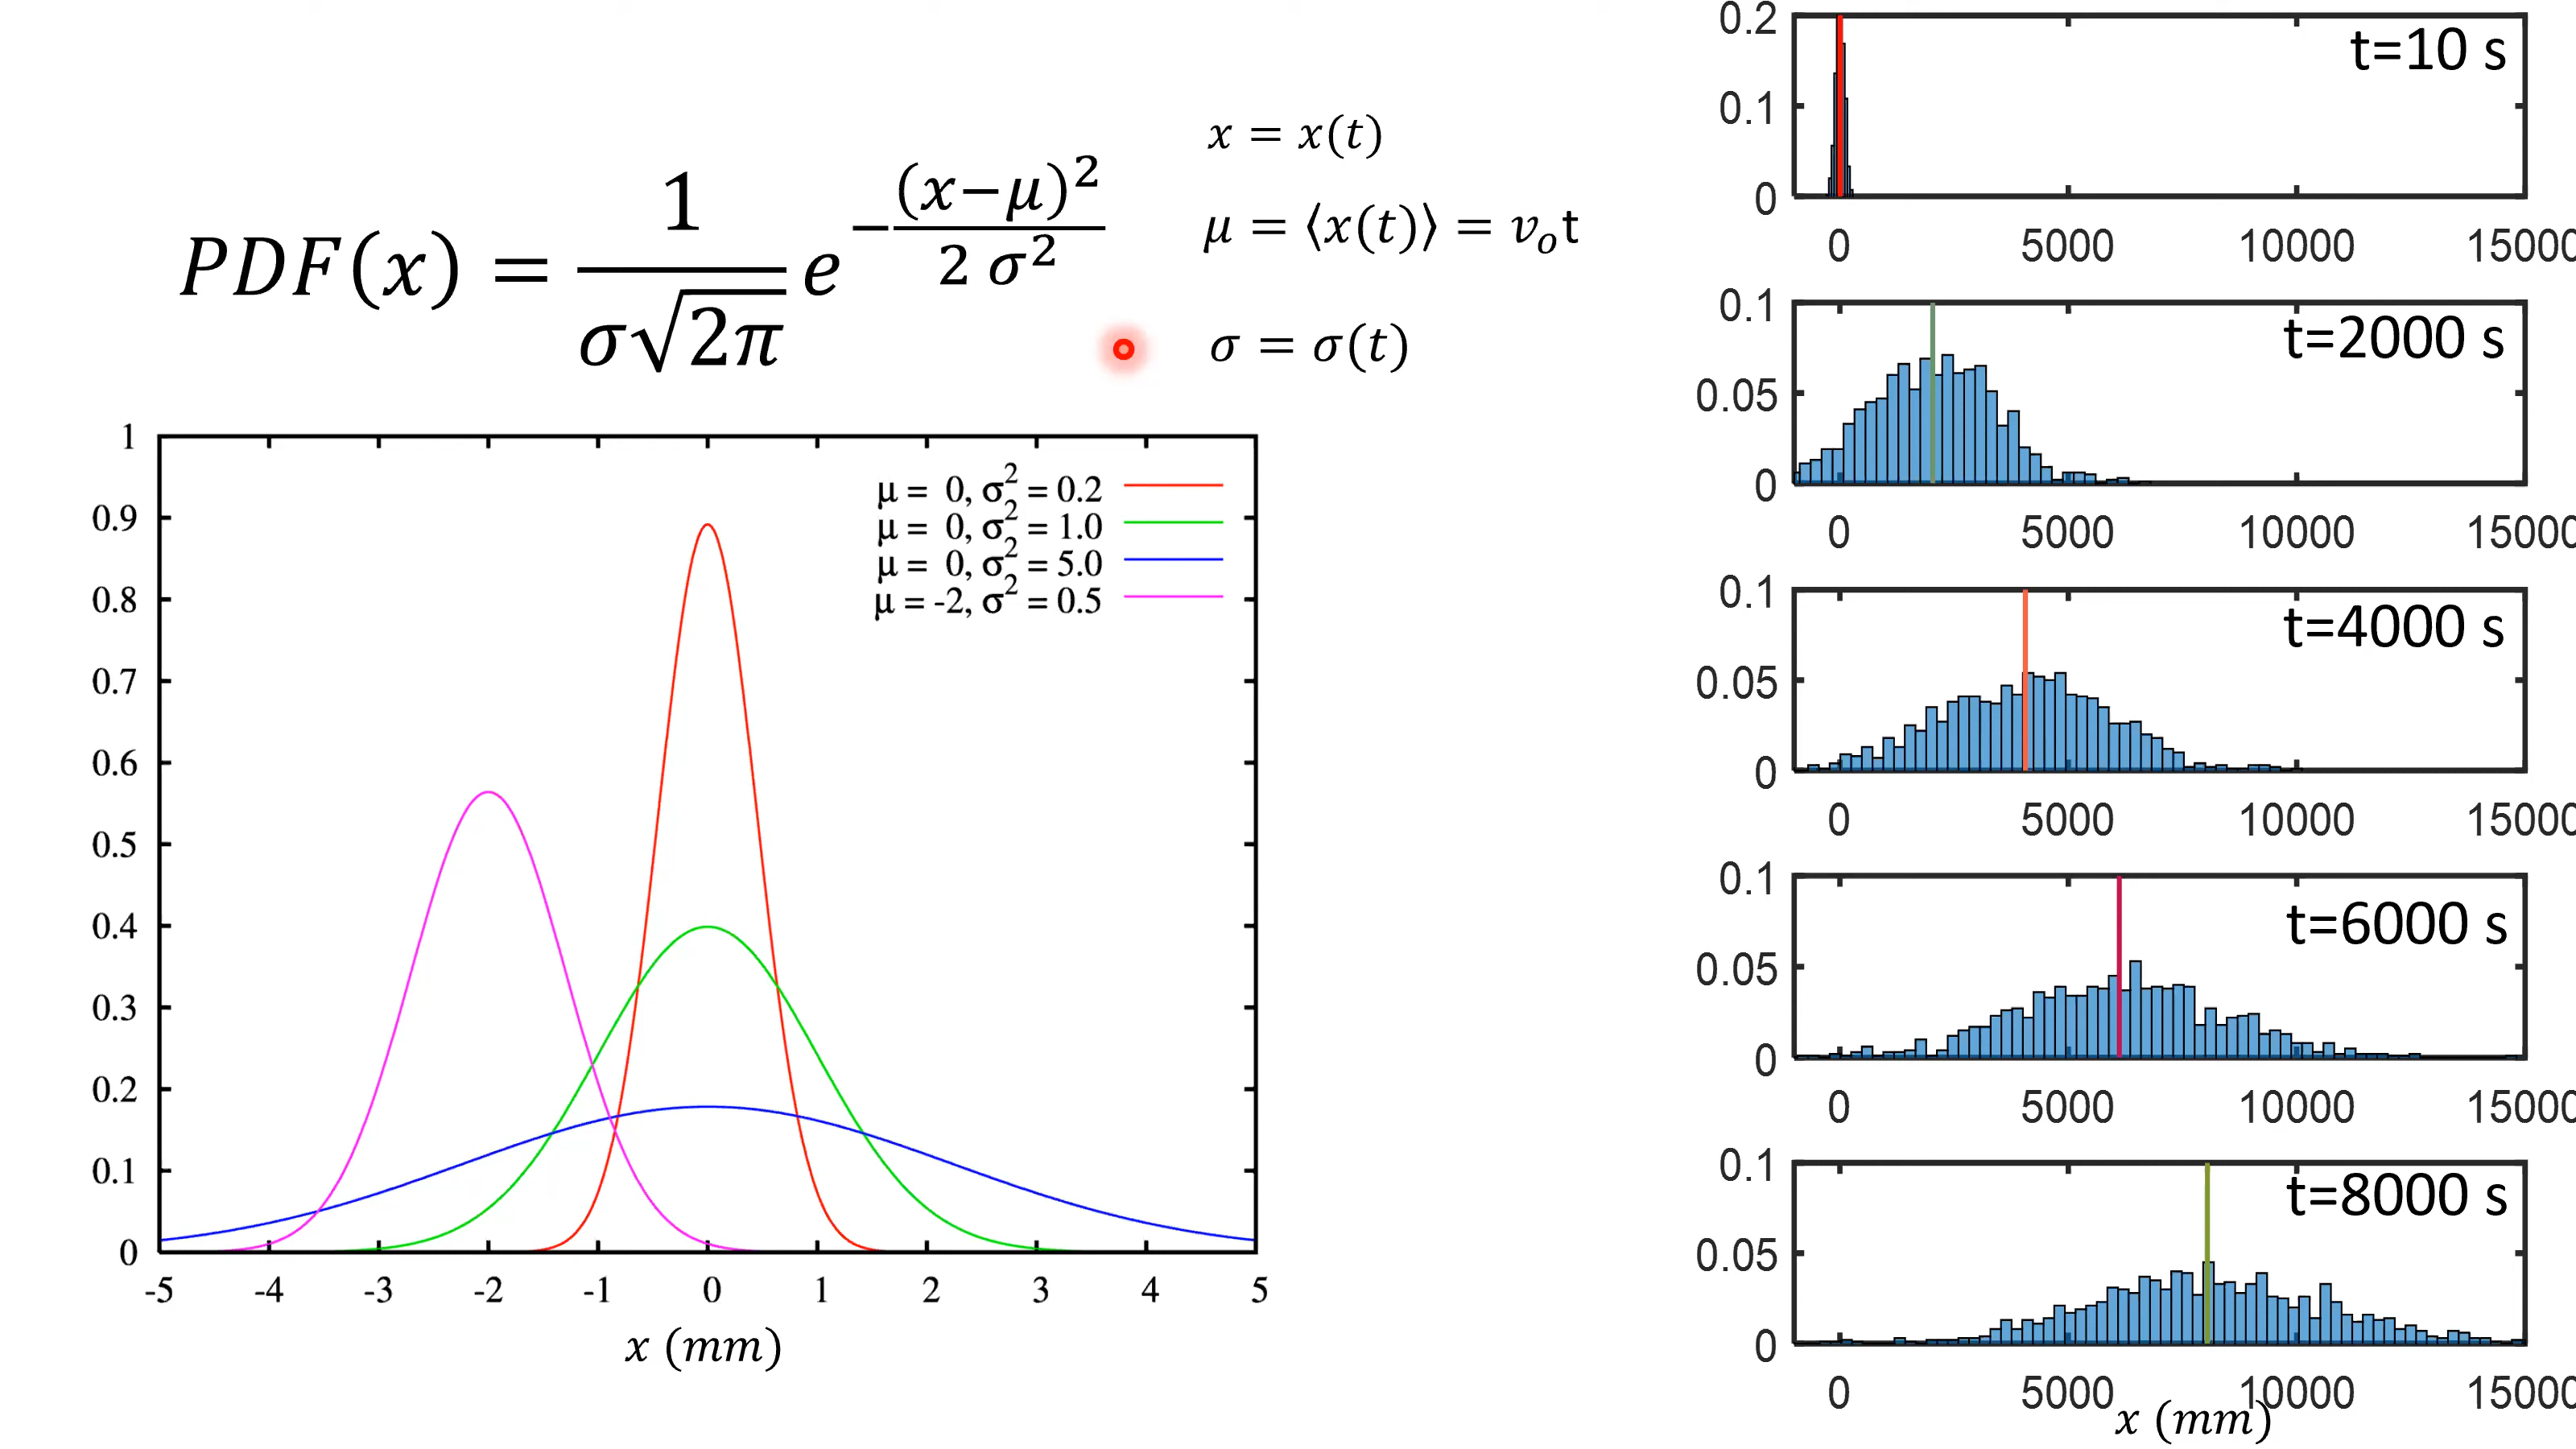 PDF(x) = \frac{1}{σ\sqrt{2π}} e^{-\frac{(x-μ)^2}{2 σ^2}}
x = x(t)
μ = ⟨x(t)⟩ = v_o t
σ = σ(t)
μ = 0, σ² = 0.2
μ = 0, σ² = 1.0
μ = 0, σ² = 5.0
μ = -2, σ² = 0.5
1
0.9
0.8
0.7
0.6
0.5
0.4
0.3
0.2
0.1
0
-5 -4 -3 -2 -1 0 1 2 3 4 5
x (mm)
t=10 s
0.2
0.1
0
0 5000 10000 15000
t=2000 s
0.1
0.05
0
0 5000 10000 15000
t=4000 s
0.1
0.05
0
0 5000 10000 15000
t=6000 s
0.1
0.05
0
0 5000 10000 15000
t=8000 s
0.1
0.05
0
0 5000 10000 15000
x (mm)